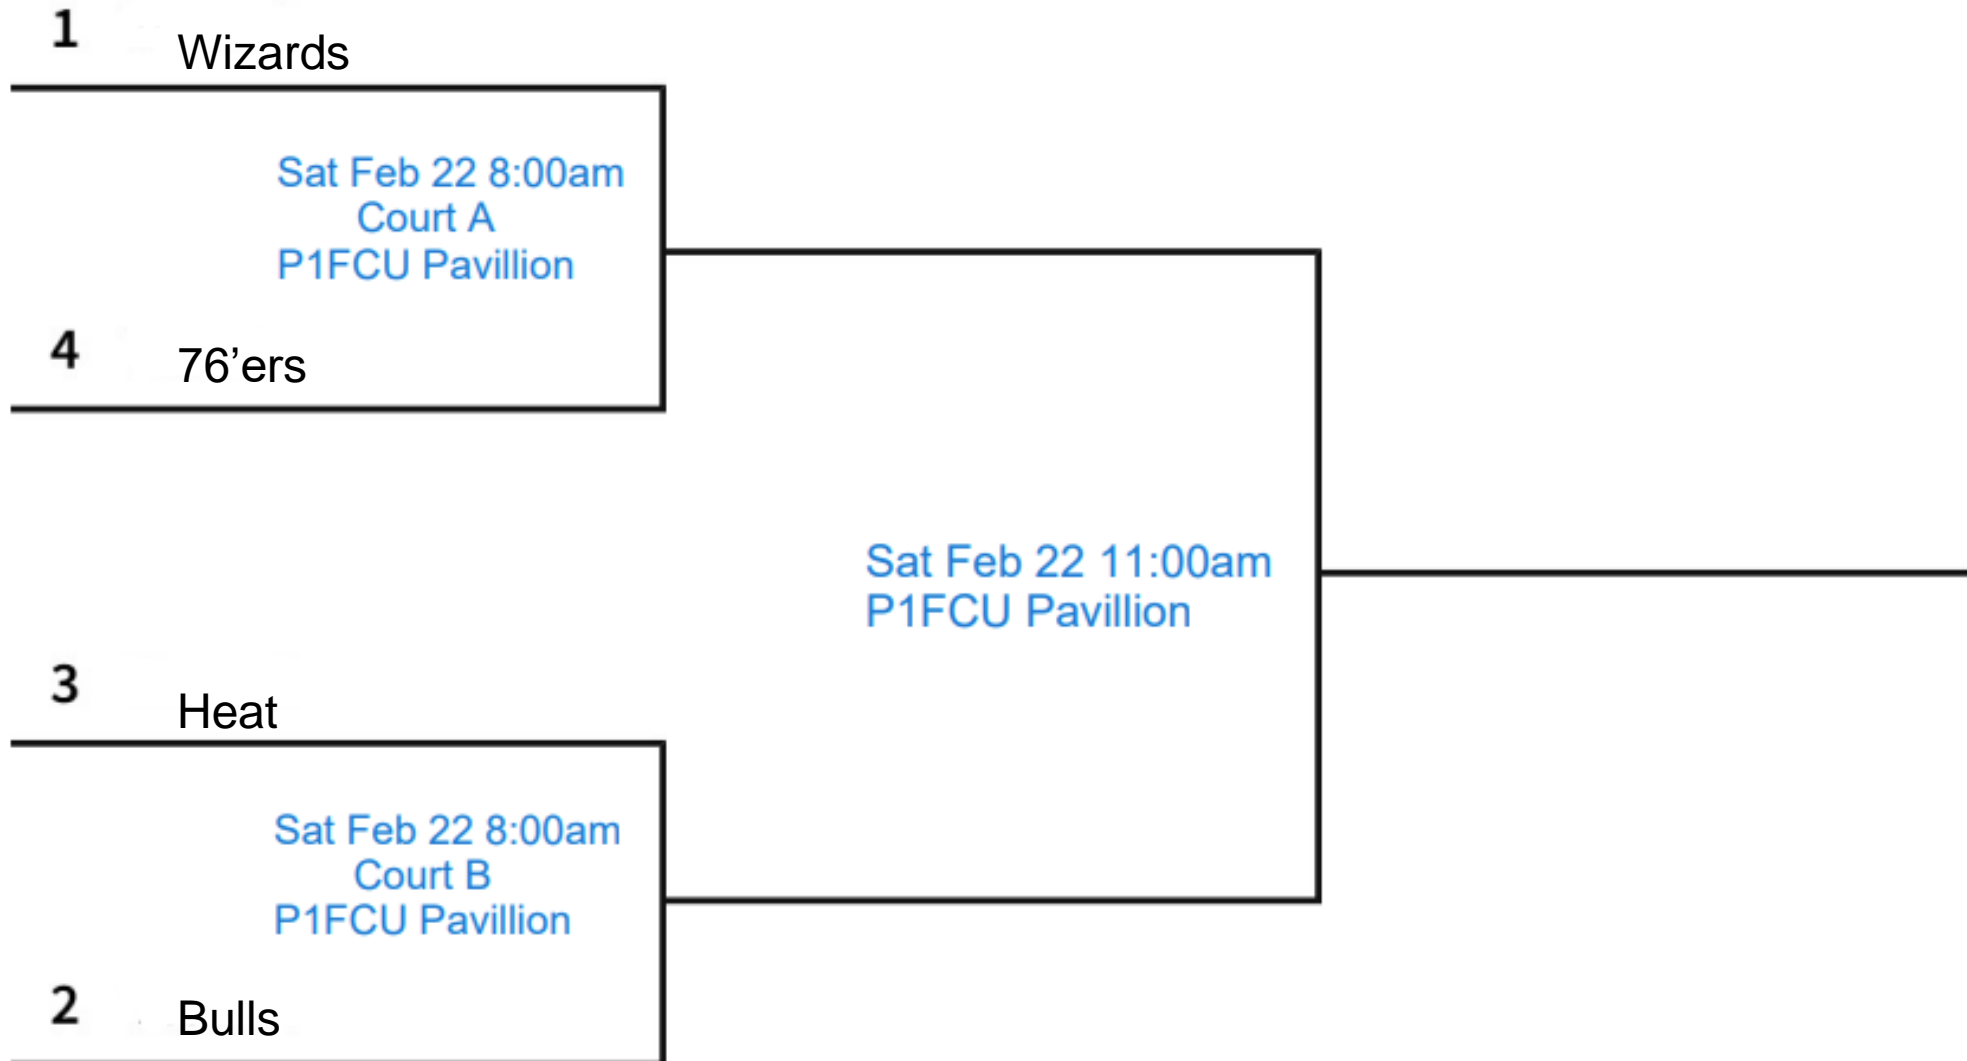 1
Wizards
Sat Feb 22 8:00am
Court A
P1FCU Pavillion
4
76’ers
Sat Feb 22 11:00am
P1FCU Pavillion
3
Heat
Sat Feb 22 8:00am
Court B
P1FCU Pavillion
2
Bulls